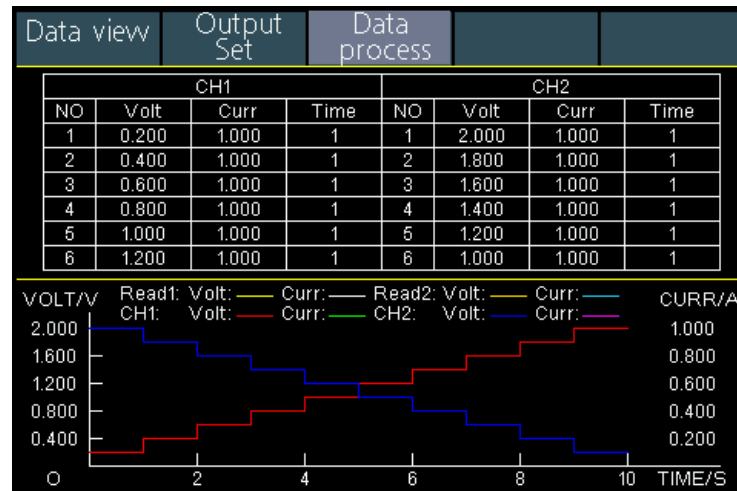 Data view Output Set Data process
CH1 CH2
NO Volt Curr Time NO Volt Curr Time
1 0.200 1.000 1 1 2.000 1.000 1
2 0.400 1.000 1 2 1.800 1.000 1
3 0.600 1.000 1 3 1.600 1.000 1
4 0.800 1.000 1 4 1.400 1.000 1
5 1.000 1.000 1 5 1.200 1.000 1
6 1.200 1.000 1 6 1.000 1.000 1
VOLT/V Read1: Volt: Curr: Read2: Volt: Curr: CURR/A
CH1: Volt: Curr: CH2: Volt: Curr:
2.000 1.000
1.600 0.800
1.200 0.600
0.800 0.400
0.400 0.200
O 2 4 6 8 10 TIME/S